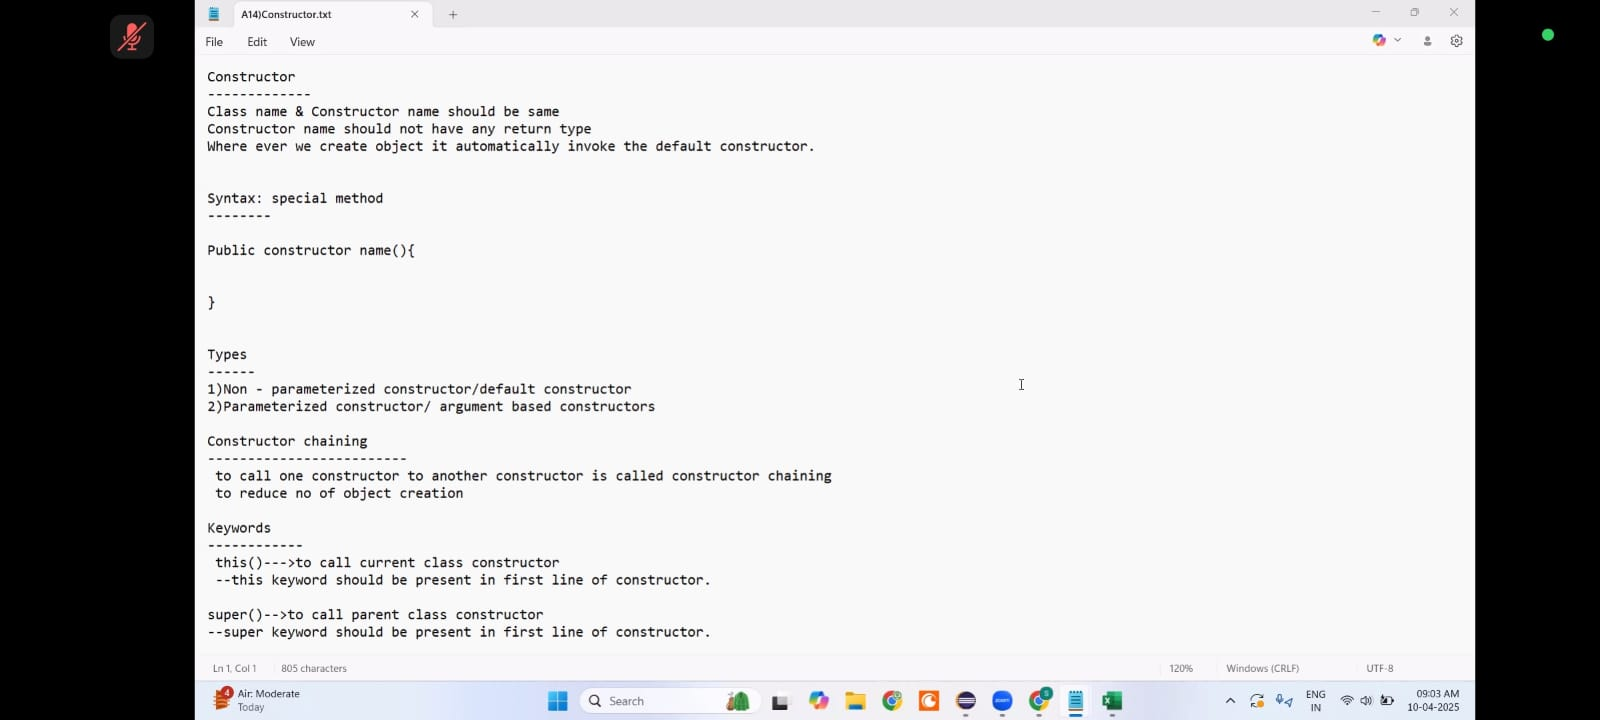 A14)Constructor.txt
File Edit View
Constructor
-------------
Class name & Constructor name should be same
Constructor name should not have any return type
Where ever we create object it automatically invoke the default constructor.
Syntax: special method
--------
Public constructor name(){
}
Types
------
1)Non - parameterized constructor/default constructor
2)Parameterized constructor/ argument based constructors
Constructor chaining
-------------------------
to call one constructor to another constructor is called constructor chaining
to reduce no of object creation
Keywords
------------
this()--->to call current class constructor
--this keyword should be present in first line of constructor.
super()-->to call parent class constructor
--super keyword should be present in first line of constructor.
Ln 1, Col 1 805 characters 120% Windows (CRLF) UTF-8
4 Air: Moderate
Today
Search
ENG
IN
09:03 AM
10-04-2025